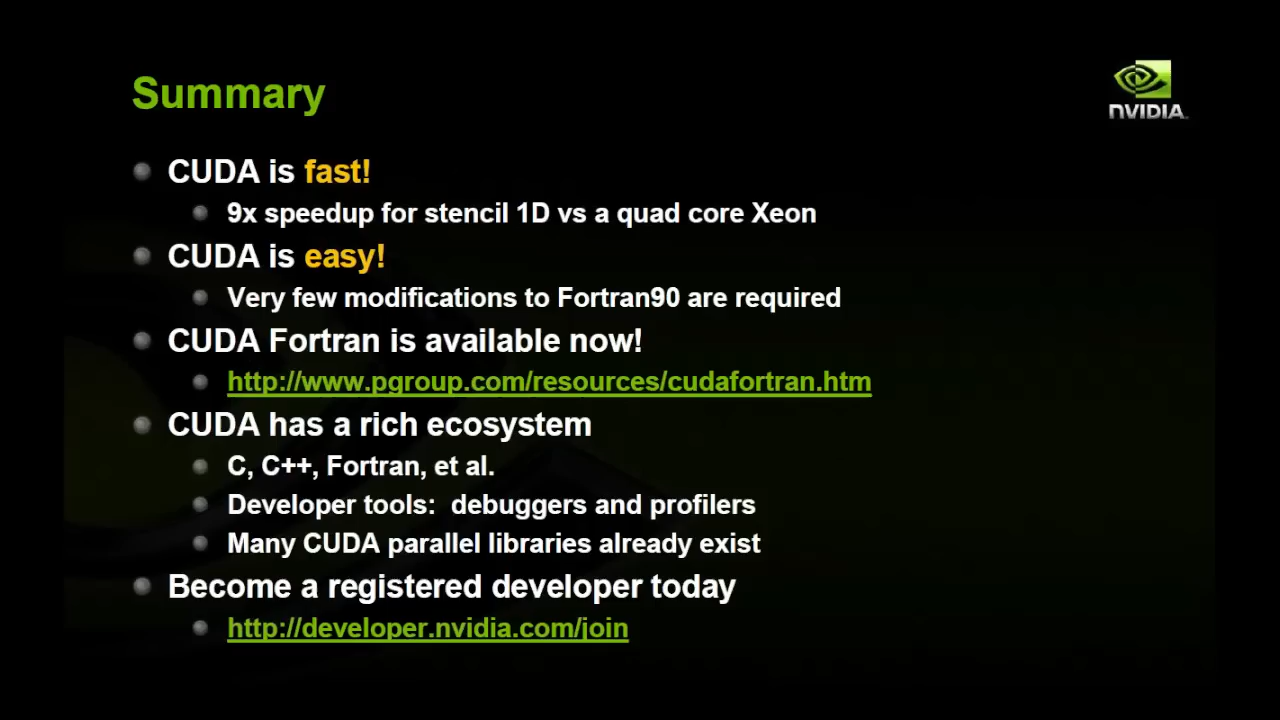 Summary
NVIDIA
CUDA is fast!
9x speedup for stencil 1D vs a quad core Xeon
CUDA is easy!
Very few modifications to Fortran90 are required
CUDA Fortran is available now!
http://www.pgroup.com/resources/cudafortran.htm
CUDA has a rich ecosystem
C, C++, Fortran, et al.
Developer tools:  debuggers and profilers
Many CUDA parallel libraries already exist
Become a registered developer today
http://developer.nvidia.com/join